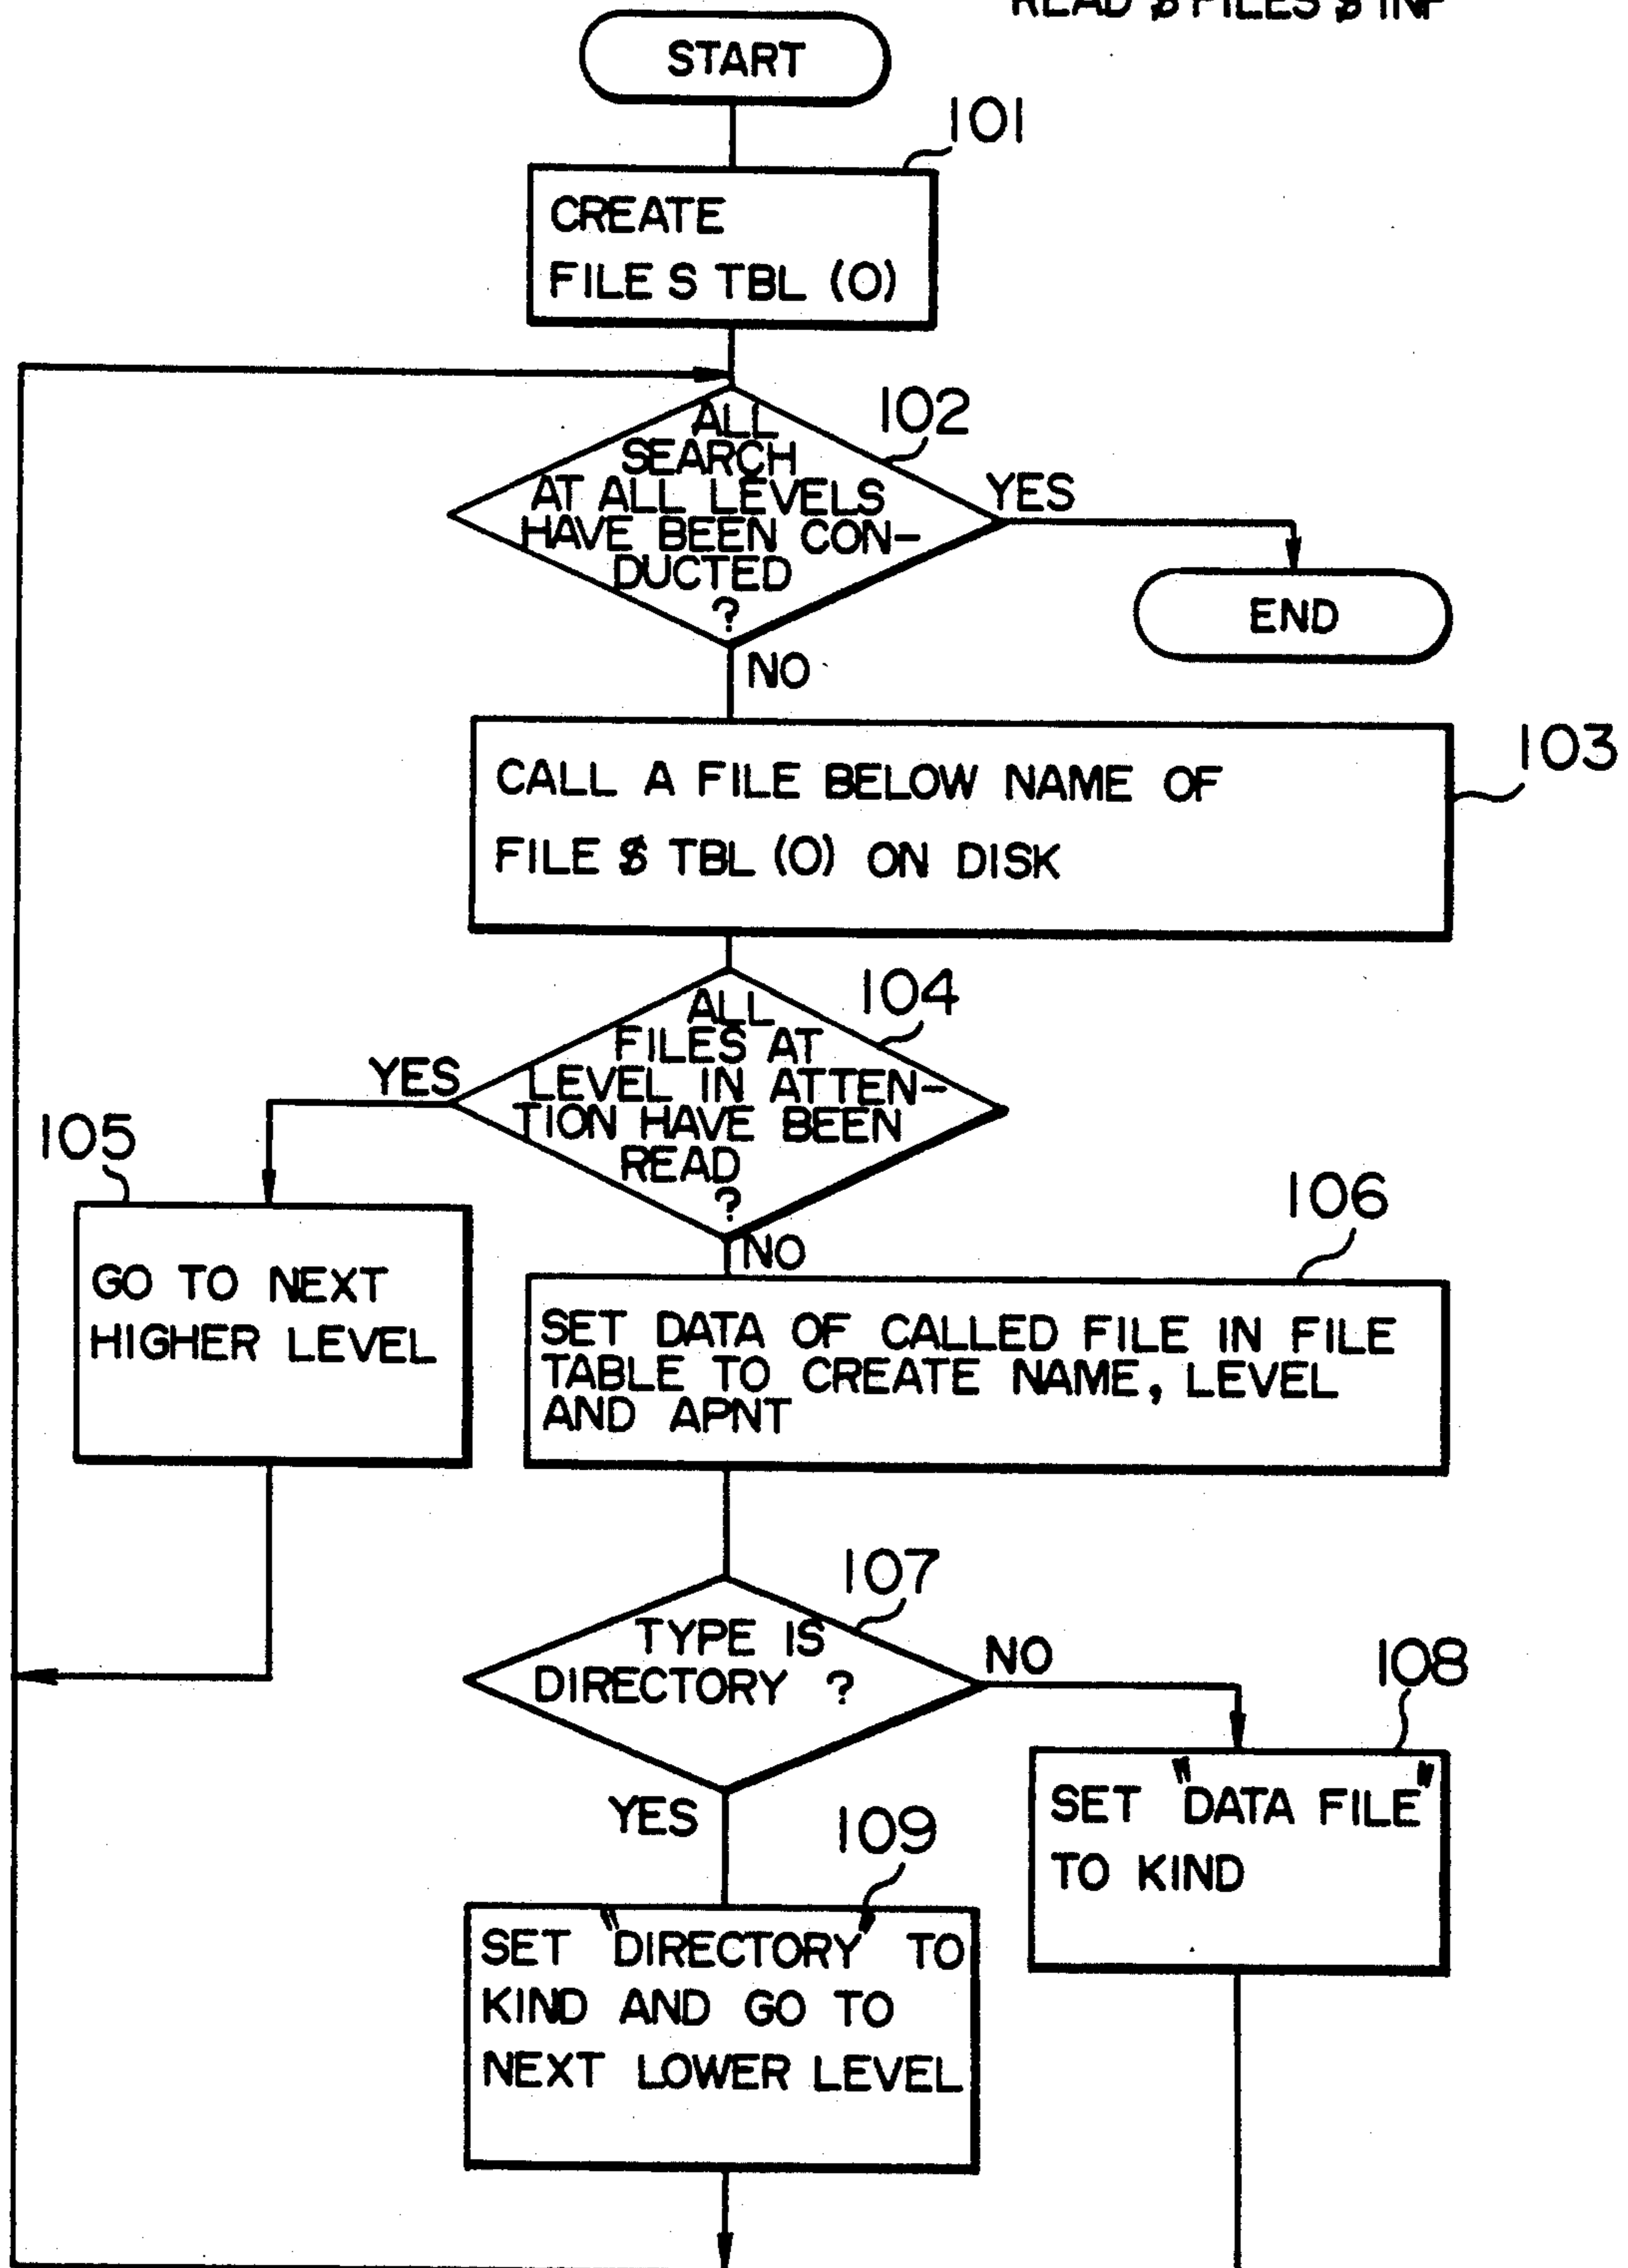 READ $ FILES $ INF
START
101
CREATE
FILE S TBL (0)
102
ALL
SEARCH
AT ALL LEVELS
HAVE BEEN CON-
DUCTED
?
YES
END
NO
103
CALL A FILE BELOW NAME OF
FILE $ TBL (0) ON DISK
104
ALL
FILES AT
LEVEL IN ATTEN-
TION HAVE BEEN
READ
?
YES
105
GO TO NEXT
HIGHER LEVEL
NO
106
SET DATA OF CALLED FILE IN FILE
TABLE TO CREATE NAME, LEVEL
AND APNT
107
TYPE IS
DIRECTORY ?
NO
108
SET "DATA FILE"
TO KIND
YES
109
SET "DIRECTORY" TO
KIND AND GO TO
NEXT LOWER LEVEL